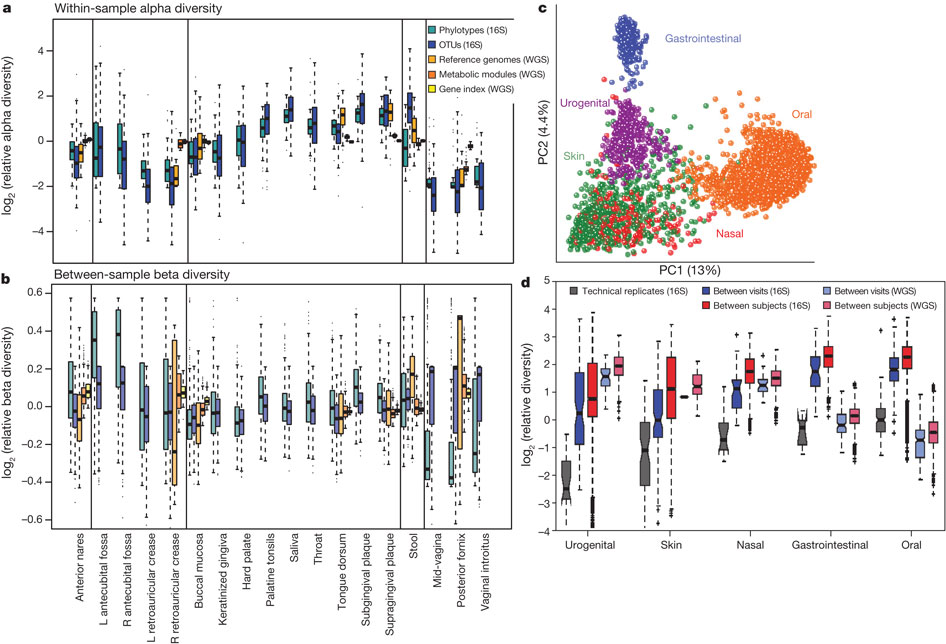 a
Within-sample alpha diversity
Phylotypes (16S)
OTUs (16S)
Reference genomes (WGS)
Metabolic modules (WGS)
Gene index (WGS)
log2 (relative alpha diversity)
4
2
0
−2
−4
b
Between-sample beta diversity
log2 (relative beta diversity)
0.6
0.4
0.2
0.0
−0.2
−0.4
−0.6
Anterior nares
L antecubital fossa
R antecubital fossa
L retroauricular crease
R retroauricular crease
Buccal mucosa
Keratinized gingiva
Hard palate
Palatine tonsils
Saliva
Throat
Tongue dorsum
Subgingival plaque
Supragingival plaque
Stool
Mid-vagina
Posterior fornix
Vaginal introitus
c
Gastrointestinal
Urogenital
Oral
Skin
Nasal
PC2 (4.4%)
PC1 (13%)
d
Technical replicates (16S)
Between visits (16S)
Between visits (WGS)
Between subjects (16S)
Between subjects (WGS)
log2 (relative diversity)
5
4
3
2
1
0
−1
−2
−3
−4
Urogenital
Skin
Nasal
Gastrointestinal
Oral